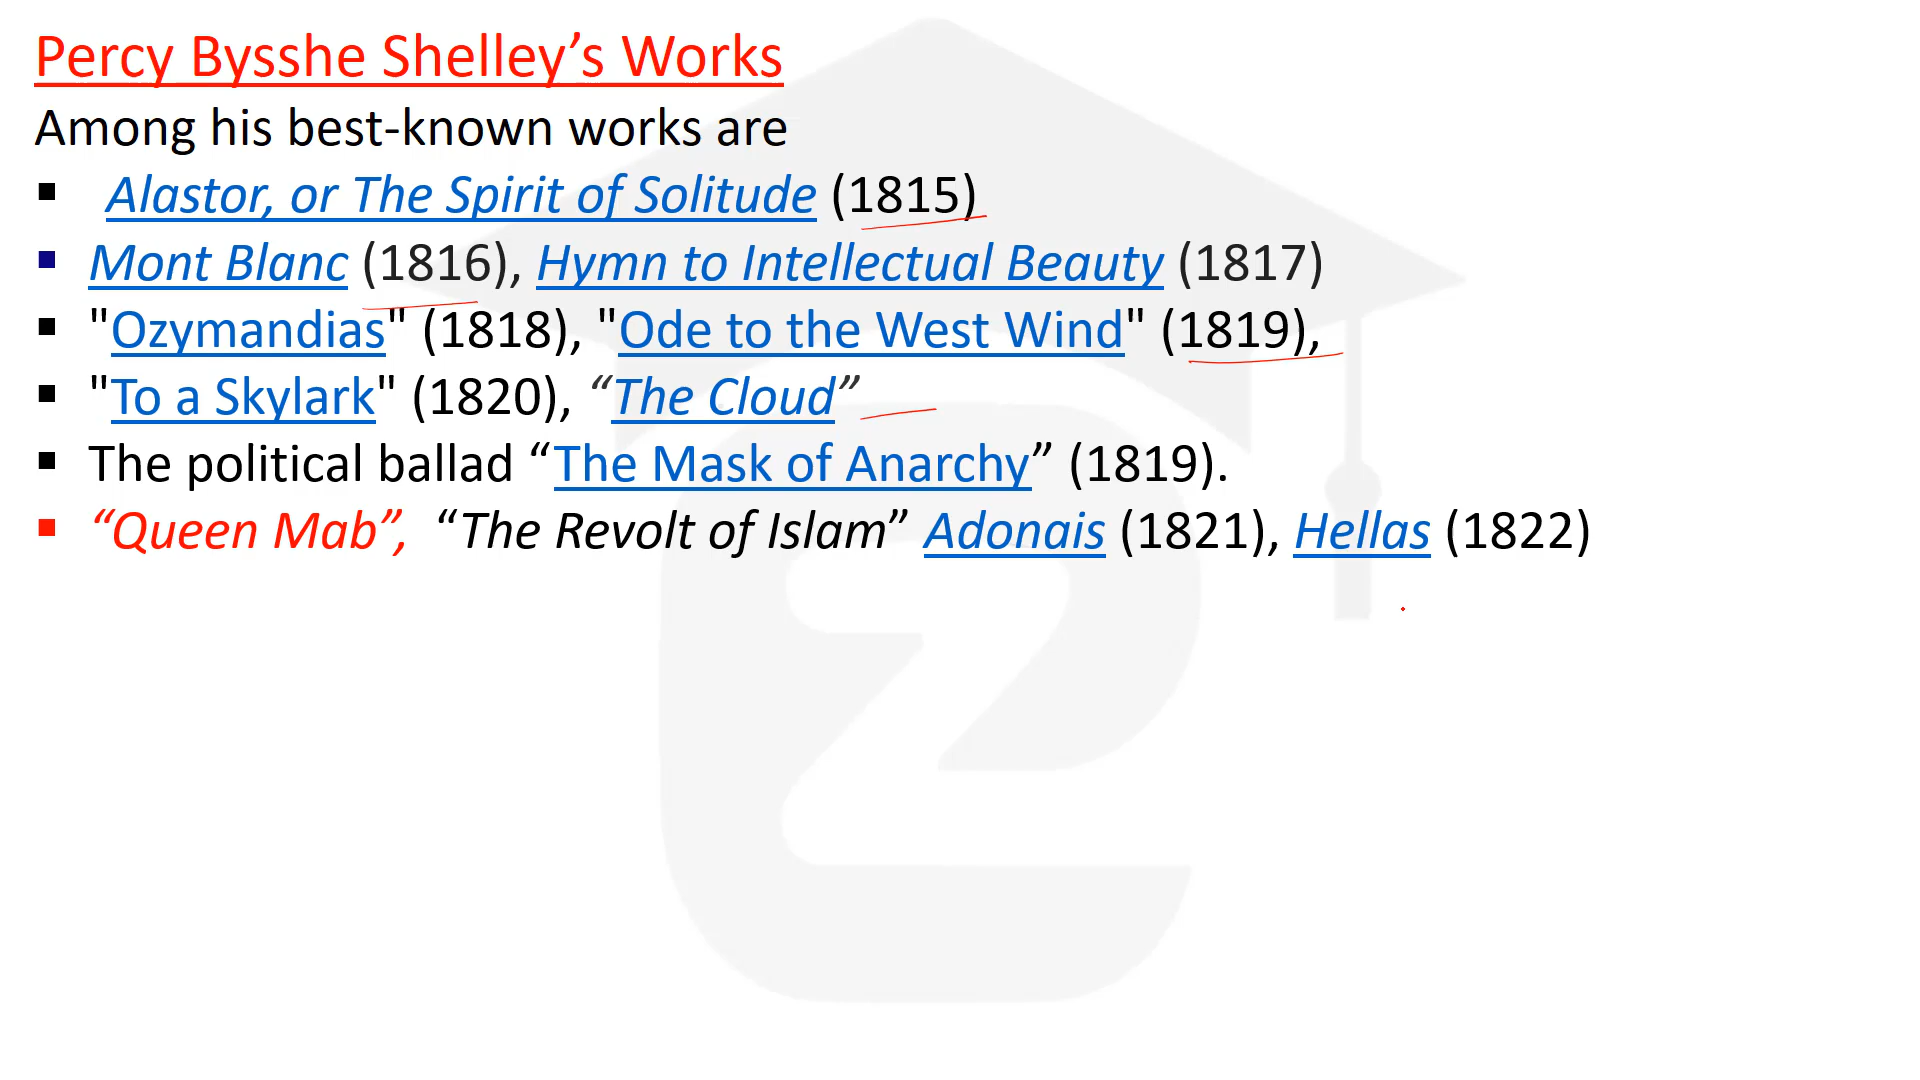 Percy Bysshe Shelley’s Works
Among his best-known works are
▪ Alastor, or The Spirit of Solitude (1815)
▪ Mont Blanc (1816), Hymn to Intellectual Beauty (1817)
▪ "Ozymandias" (1818), "Ode to the West Wind" (1819),
▪ "To a Skylark" (1820), “The Cloud”
▪ The political ballad “The Mask of Anarchy” (1819).
▪ “Queen Mab”, “The Revolt of Islam” Adonais (1821), Hellas (1822)